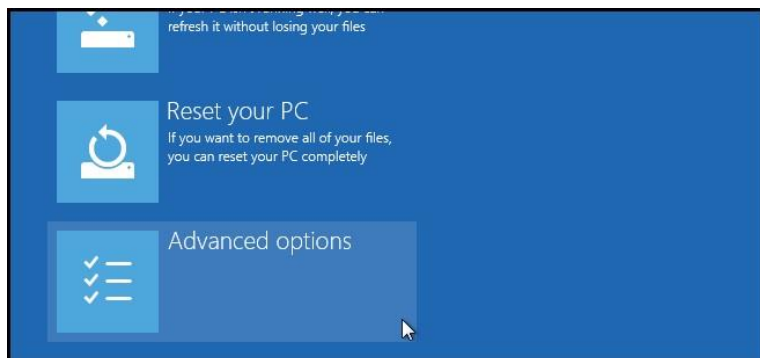 refresh it without losing your files
Reset your PC
If you want to remove all of your files,
you can reset your PC completely
Advanced options